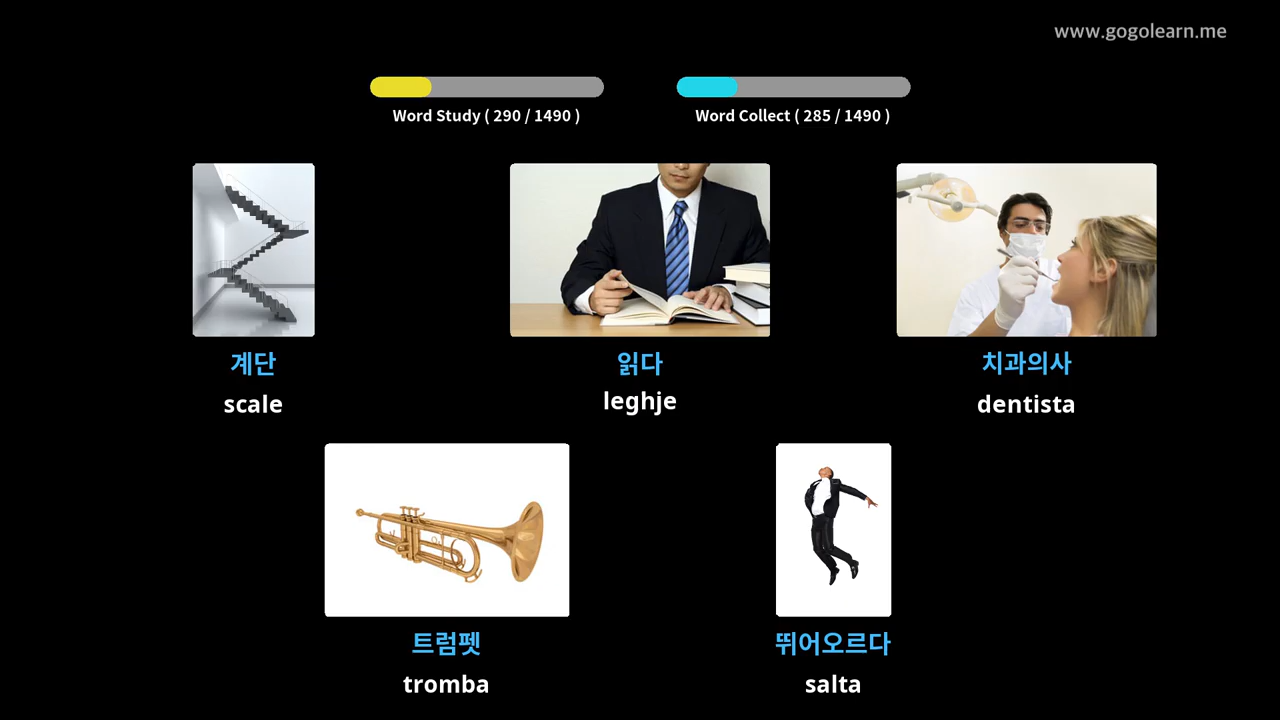 www.gogolearn.me
Word Study ( 290 / 1490 )
Word Collect ( 285 / 1490 )
계단
scale
읽다
leghje
치과의사
dentista
트럼펫
tromba
뛰어오르다
salta